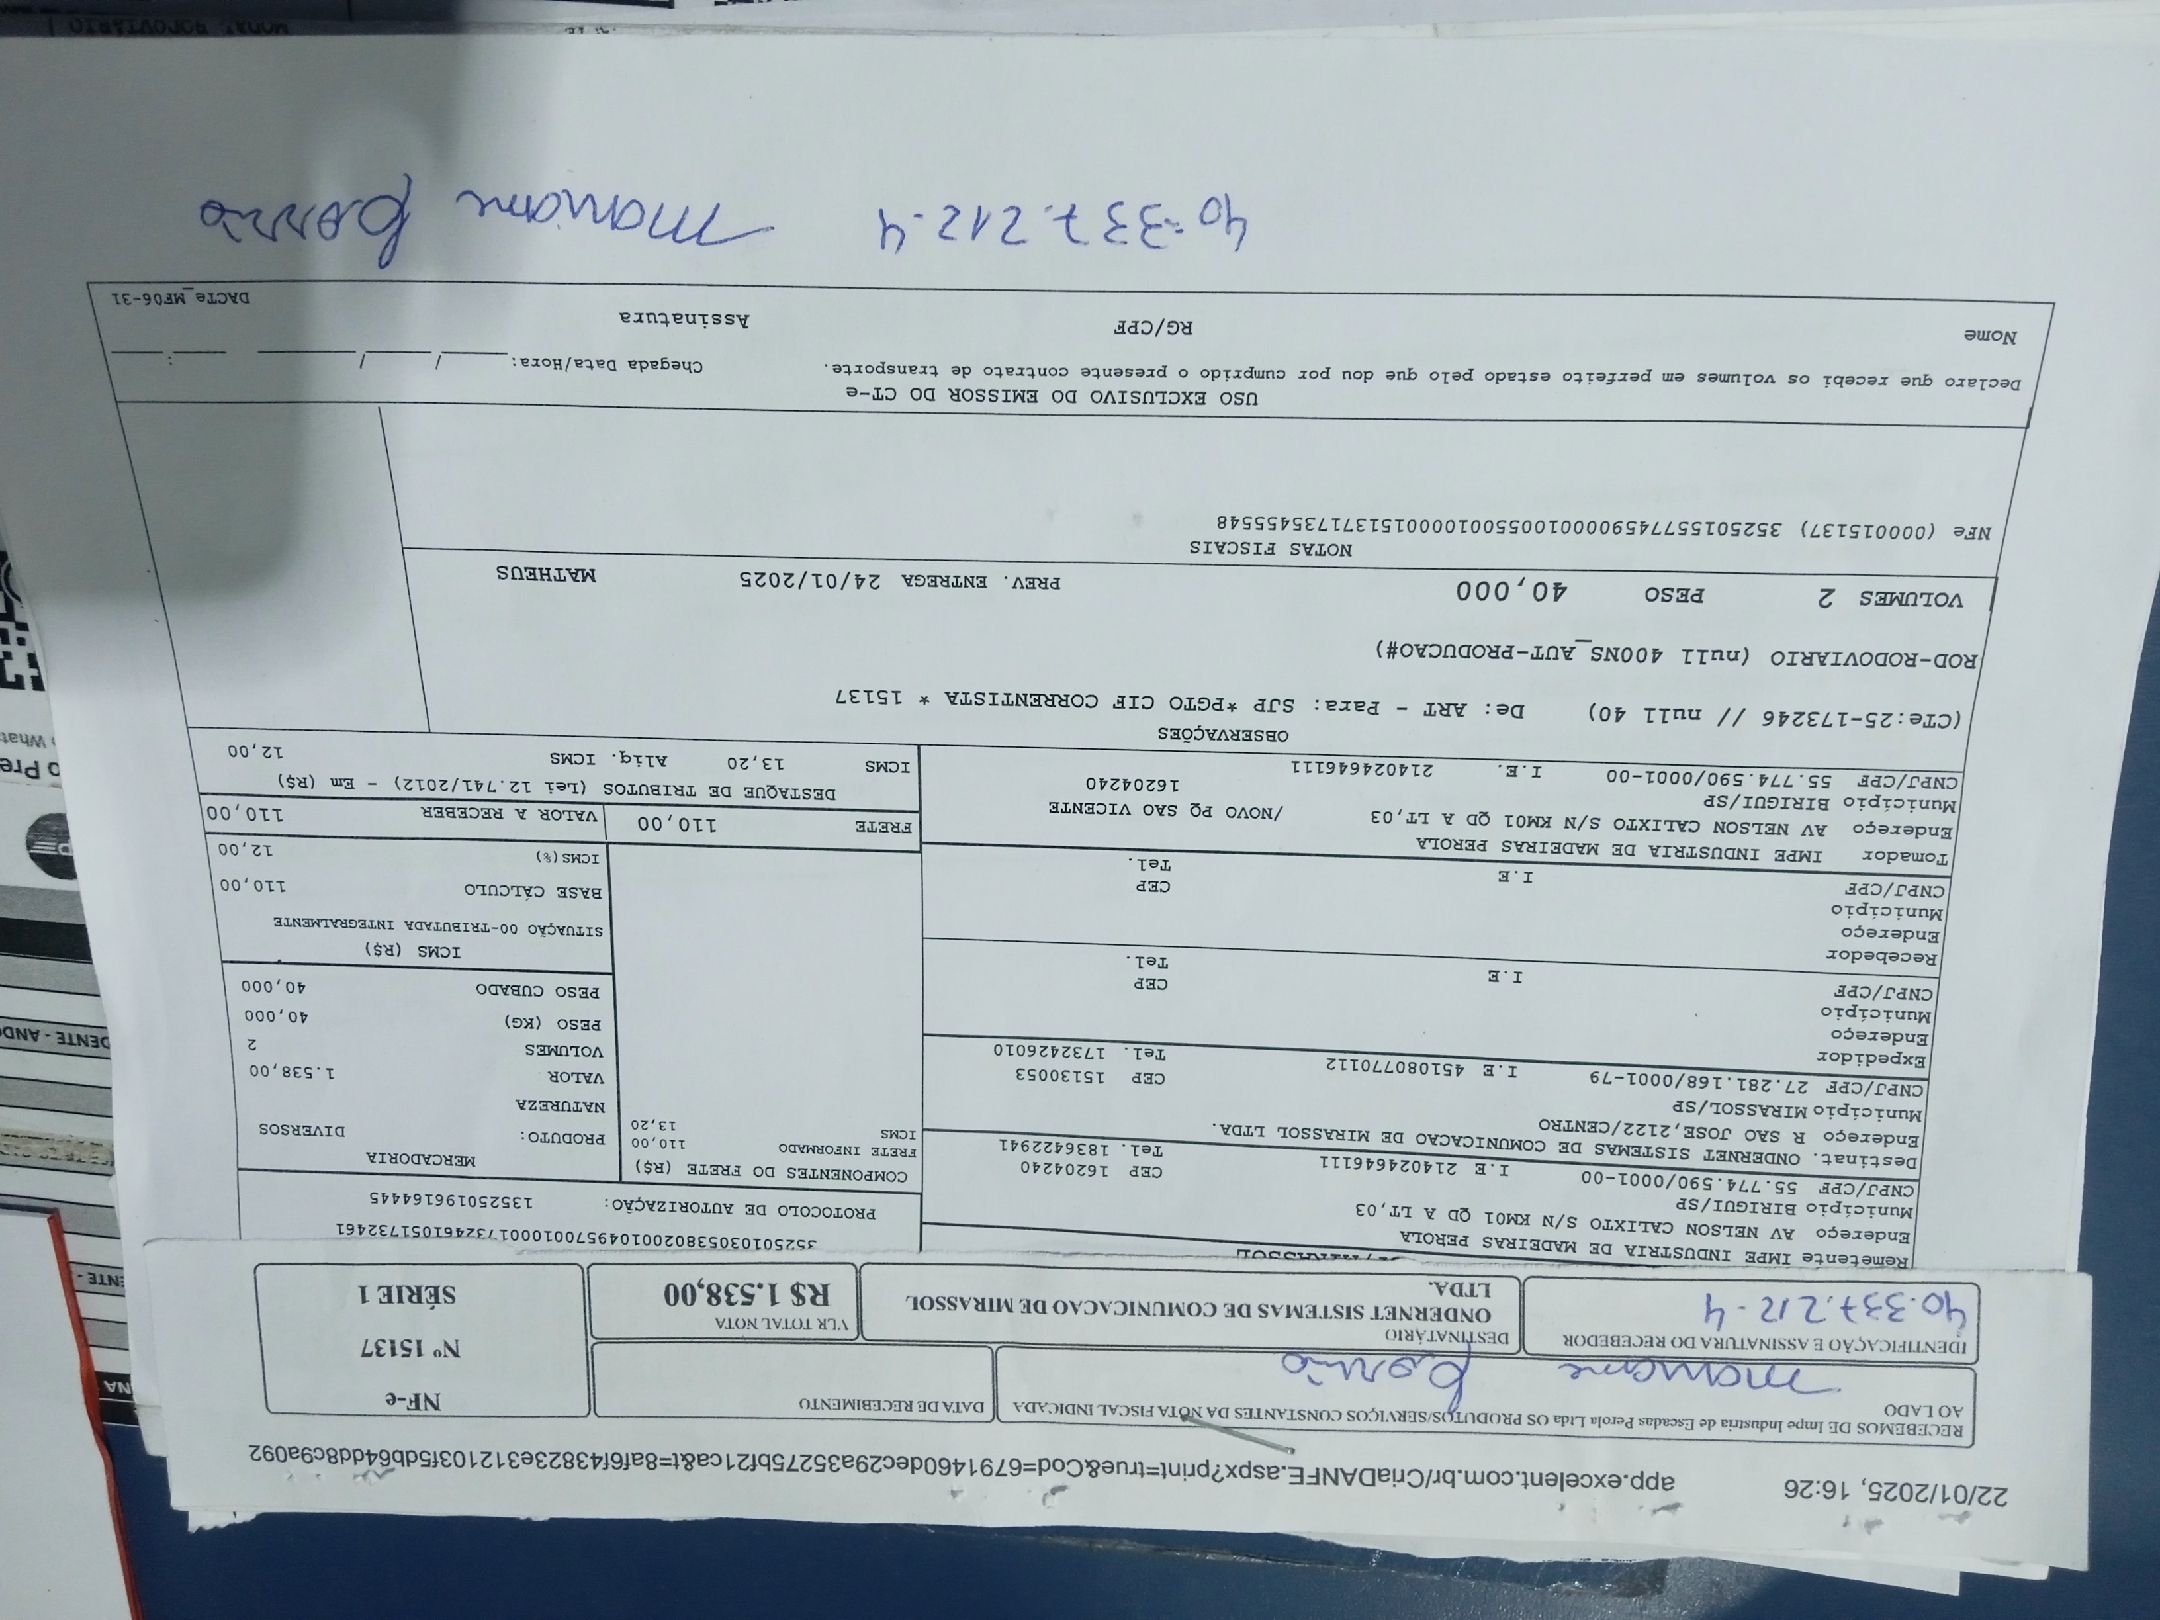 22/01/2025, 16:26 app.excelent.com.br/CriaDANFE.aspx?print=true&Cod=6791460dec29a35275bf21ca&t=8af6f43823e312103f5db64dd8c9a092
RECEBEMOS DE Impe Industria de Escadas Perola Ltda OS PRODUTOS/SERVIÇOS CONSTANTES DA NOTA FISCAL INDICADA AO LADO
DATA DE RECEBIMENTO
NF-e
Nº 15137
SÉRIE 1
IDENTIFICAÇÃO E ASSINATURA DO RECEBEDOR
40.337.212-4
DESTINATÁRIO
ONDERNET SISTEMAS DE COMUNICACAO DE MIRASSOL LTDA.
VLR TOTAL NOTA
R$ 1.538,00
Remetente IMPE INDUSTRIA DE MADEIRAS PEROLA
Endereço AV NELSON CALIXTO S/N KM01 QD A LT,03
Município BIRIGUI/SP CEP 16204240
CNPJ/CPF 55.774.590/0001-00 I.E 214024646111 Tel. 1836422941
Destinat. ONDERNET SISTEMAS DE COMUNICACAO DE MIRASSOL LTDA.
Endereço R SAO JOSE,2122/CENTRO
Município MIRASSOL/SP CEP 15130053
CNPJ/CPF 27.281.168/0001-79 I.E 451080770112 Tel. 1732426010
Expedidor
Endereço
Município CEP
CNPJ/CPF I.E Tel.
Recebedor
Endereço
Município CEP
CNPJ/CPF I.E Tel.
Tomador IMPE INDUSTRIA DE MADEIRAS PEROLA
Endereço AV NELSON CALIXTO S/N KM01 QD A LT,03 /NOVO PQ SAO VICENTE
Município BIRIGUI/SP 16204240
CNPJ/CPF 55.774.590/0001-00 I.E. 214024646111
35250103053802001049570010001732461051732461
PROTOCOLO DE AUTORIZAÇÃO: 135250196164445
COMPONENTES DO FRETE (R$)
FRETE INFORMADO 110,00
ICMS 13,20
MERCADORIA
PRODUTO: DIVERSOS
NATUREZA
VALOR 1.538,00
VOLUMES 2
PESO (KG) 40,000
PESO CUBADO 40,000
ICMS (R$)
SITUAÇÃO 00-TRIBUTADA INTEGRALMENTE
BASE CÁLCULO 110,00
ICMS(%) 12,00
FRETE 110,00 VALOR A RECEBER 110,00
DESTAQUE DE TRIBUTOS (Lei 12.741/2012) - Em (R$)
ICMS 13,20 Aliq. ICMS 12,00
OBSERVAÇÕES
(CTe:25-173246 // null 40) De: ART - Para: SJP *PGTO CIF CORRENTISTA * 15137
ROD-RODOVIARIO (null 400NS_AUT-PRODUCAO#)
VOLUMES 2 PESO 40,000 PREV. ENTREGA 24/01/2025 MATHEUS
NOTAS FISCAIS
NFe (000015137) 35250155774590000100550010000151371735455548
USO EXCLUSIVO DO EMISSOR DO CT-e
Declaro que recebi os volumes em perfeito estado pelo que dou por cumprido o presente contrato de transporte. Chegada Data/Hora: ____/____/____ ____:____
Nome RG/CPF Assinatura
DACTe_MF06-31
40.337.212-4